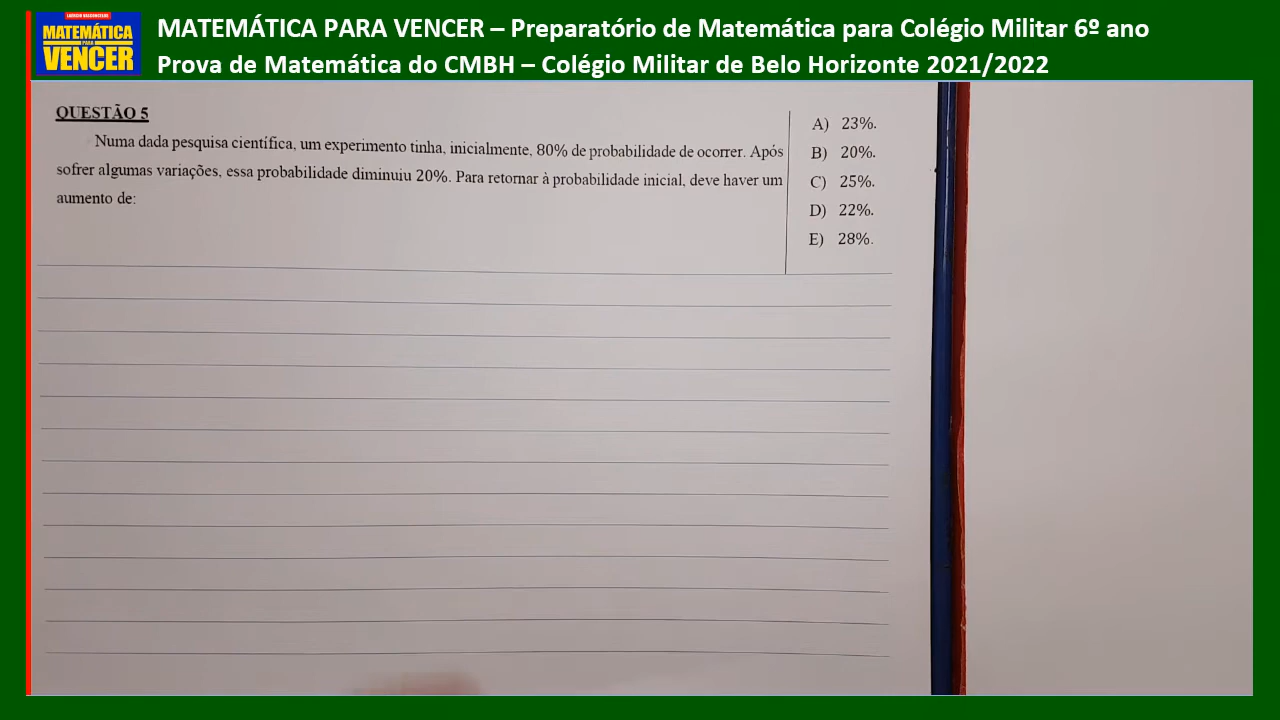 LAÉRCIO VASCONCELOS
MATEMÁTICA
PARA
VENCER
MATEMÁTICA PARA VENCER – Preparatório de Matemática para Colégio Militar 6º ano
Prova de Matemática do CMBH – Colégio Militar de Belo Horizonte 2021/2022
QUESTÃO 5
Numa dada pesquisa científica, um experimento tinha, inicialmente, 80% de probabilidade de ocorrer. Após
sofrer algumas variações, essa probabilidade diminuiu 20%. Para retornar à probabilidade inicial, deve haver um
aumento de:
A) 23%.
B) 20%.
C) 25%.
D) 22%.
E) 28%.